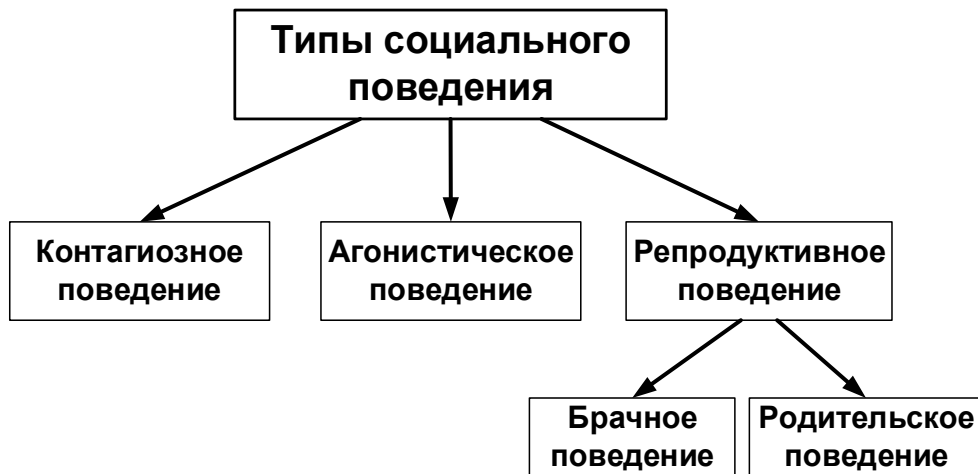 Типы социального
поведения
Контагиозное
поведение
Агонистическое
поведение
Репродуктивное
поведение
Брачное
поведение
Родительское
поведение